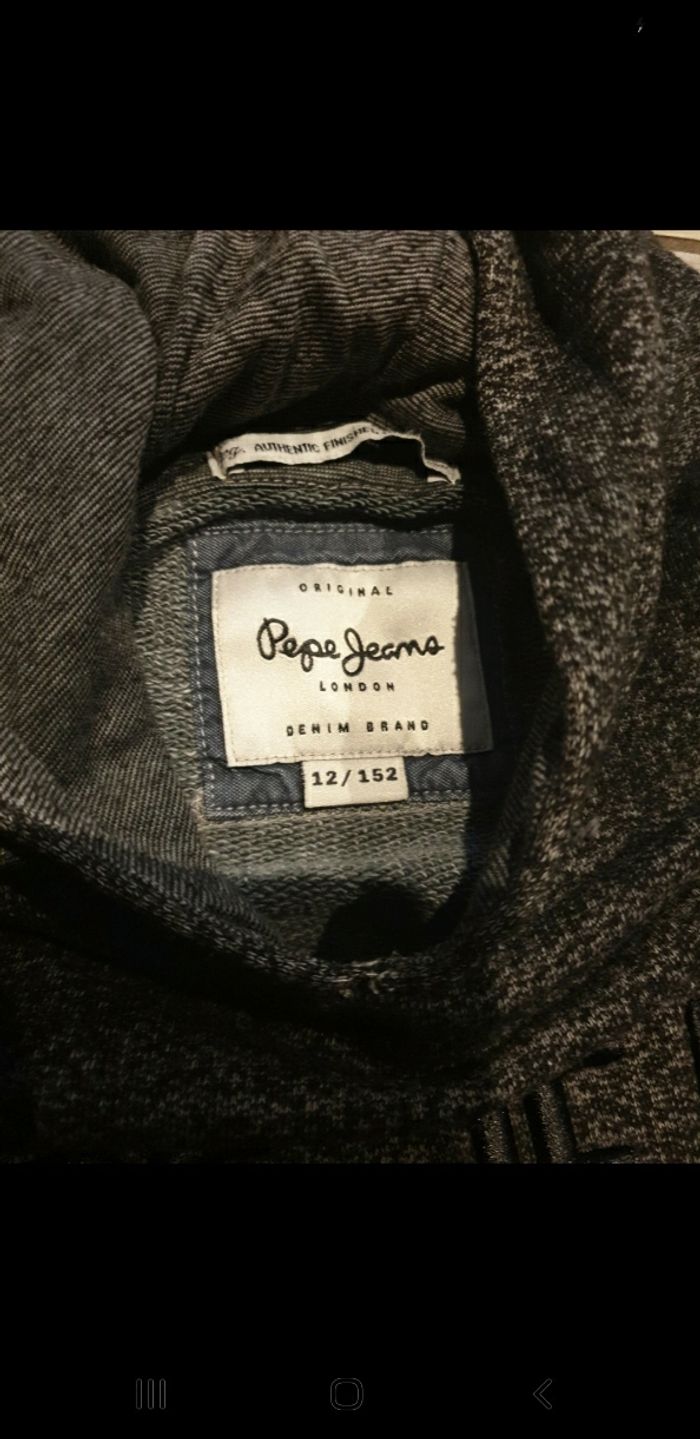 AUTHENTIC FINISHED
ORIGINAL
Pepe Jeans
LONDON
DENIM BRAND
12/152